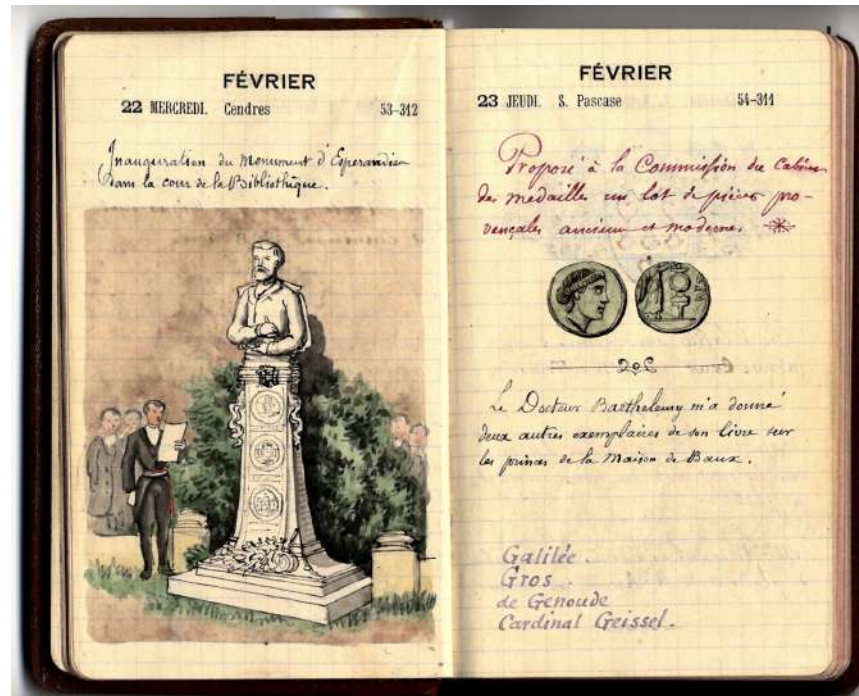 FÉVRIER
22 MERCREDI. Cendres 53-312
Inauguration du monument d'Esperandieu
dans la cour de la Bibliothèque.
FÉVRIER
23 JEUDI. S. Pascase 54-311
Proposé à la Commission du Cabinet
des medailles un lot de pièces pro-
vençales anciennes et modernes
Le Docteur Barthelemy m'a donné
deux autres exemplaires de son livre sur
les princes de la Maison de Baux.
Galilée.
Gros.
de Genoude
Cardinal Geissel.